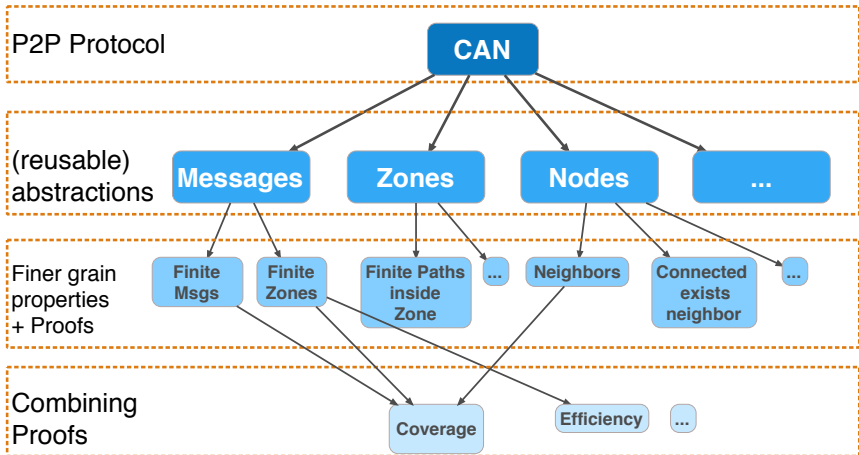 P2P Protocol
CAN
(reusable)
abstractions
Messages
Zones
Nodes
...
Finer grain
properties
+ Proofs
Finite
Msgs
Finite
Zones
Finite Paths
inside
Zone
...
Neighbors
Connected
exists
neighbor
...
Combining
Proofs
Coverage
Efficiency
...